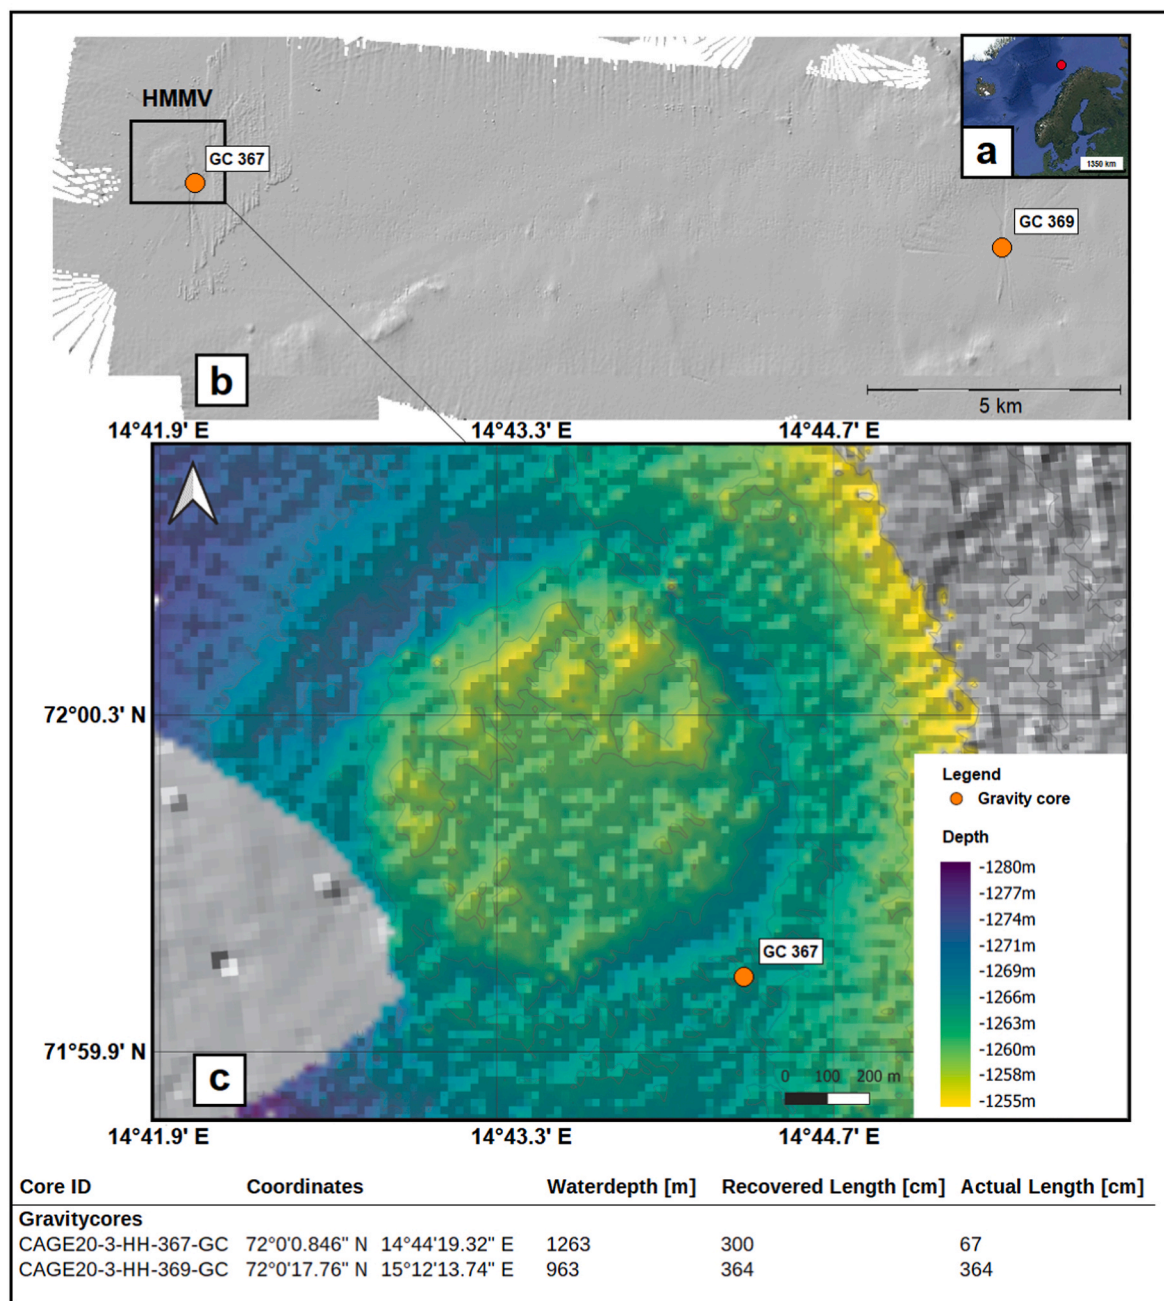 HMMV
GC 367
GC 369
a
1350 km
b
5 km
14°41.9' E 14°43.3' E 14°44.7' E
72°00.3' N
71°59.9' N
GC 367
c
0 100 200 m
Legend
Gravity core
Depth
-1280m
-1277m
-1274m
-1271m
-1269m
-1266m
-1263m
-1260m
-1258m
-1255m
14°41.9' E 14°43.3' E 14°44.7' E
Core ID Coordinates Waterdepth [m] Recovered Length [cm] Actual Length [cm]
Gravitycores
CAGE20-3-HH-367-GC 72°0'0.846" N 14°44'19.32" E 1263 300 67
CAGE20-3-HH-369-GC 72°0'17.76" N 15°12'13.74" E 963 364 364